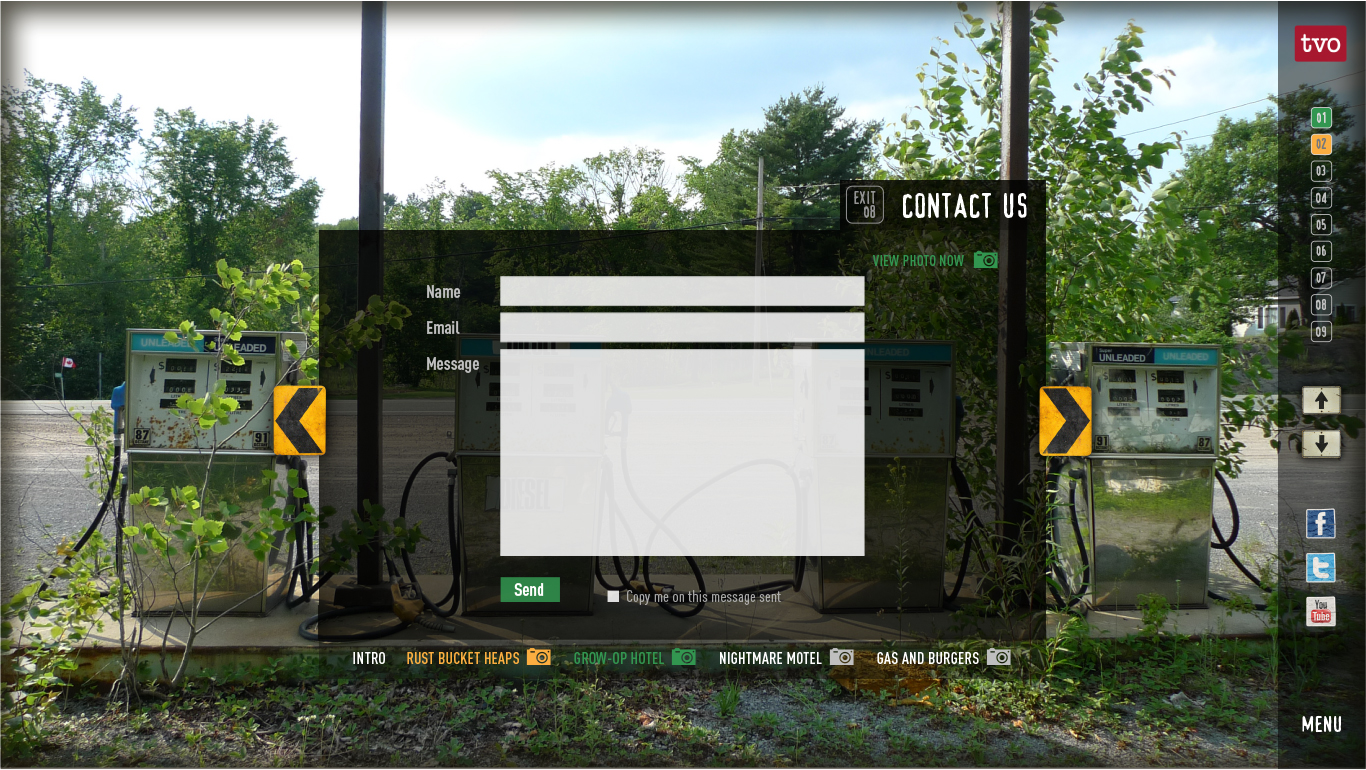 tvo
01
02
03
04
05
06
07
08
09
EXIT
08
CONTACT US
VIEW PHOTO NOW
Name
Email
Message
UNLEADED
UNLEADED
87
91
DIESEL
UNLEADED
UNLEADED
UNLEADED
91
87
Send
Copy me on this message sent
INTRO
RUST BUCKET HEAPS
GROW-OP HOTEL
NIGHTMARE MOTEL
GAS AND BURGERS
f
t
You
Tube
MENU